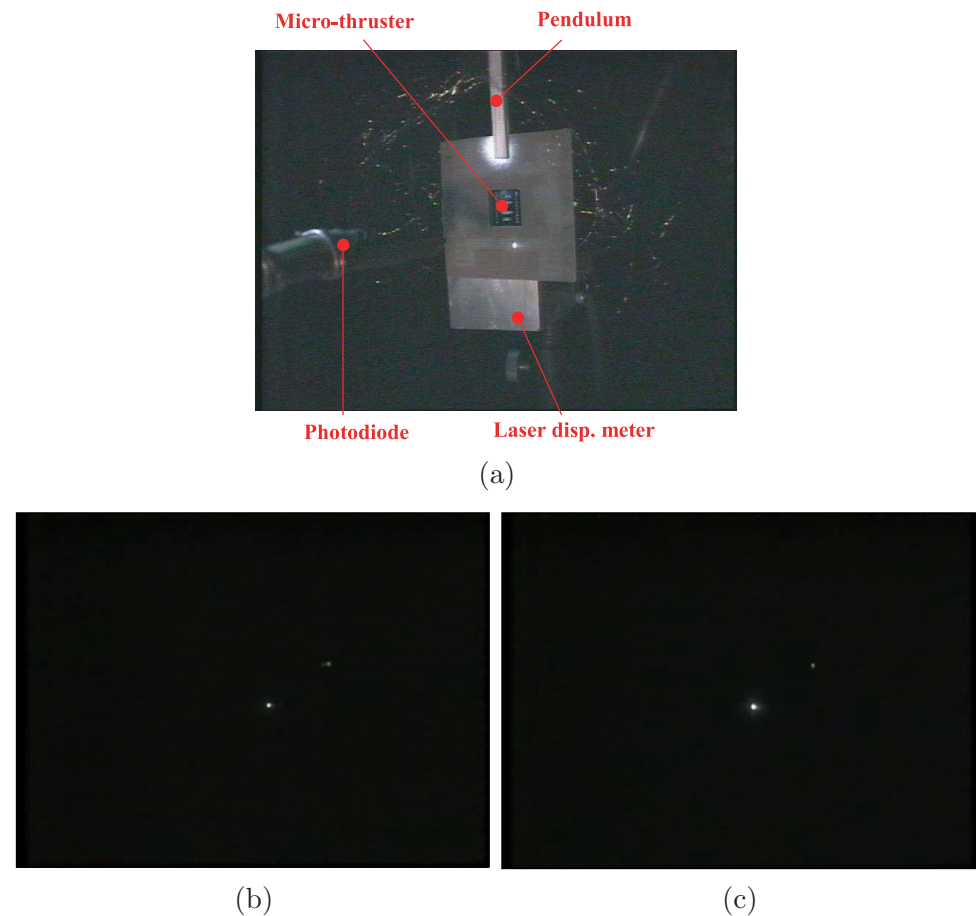 Micro-thruster
Pendulum
Photodiode
Laser disp. meter
(a)
(b)
(c)